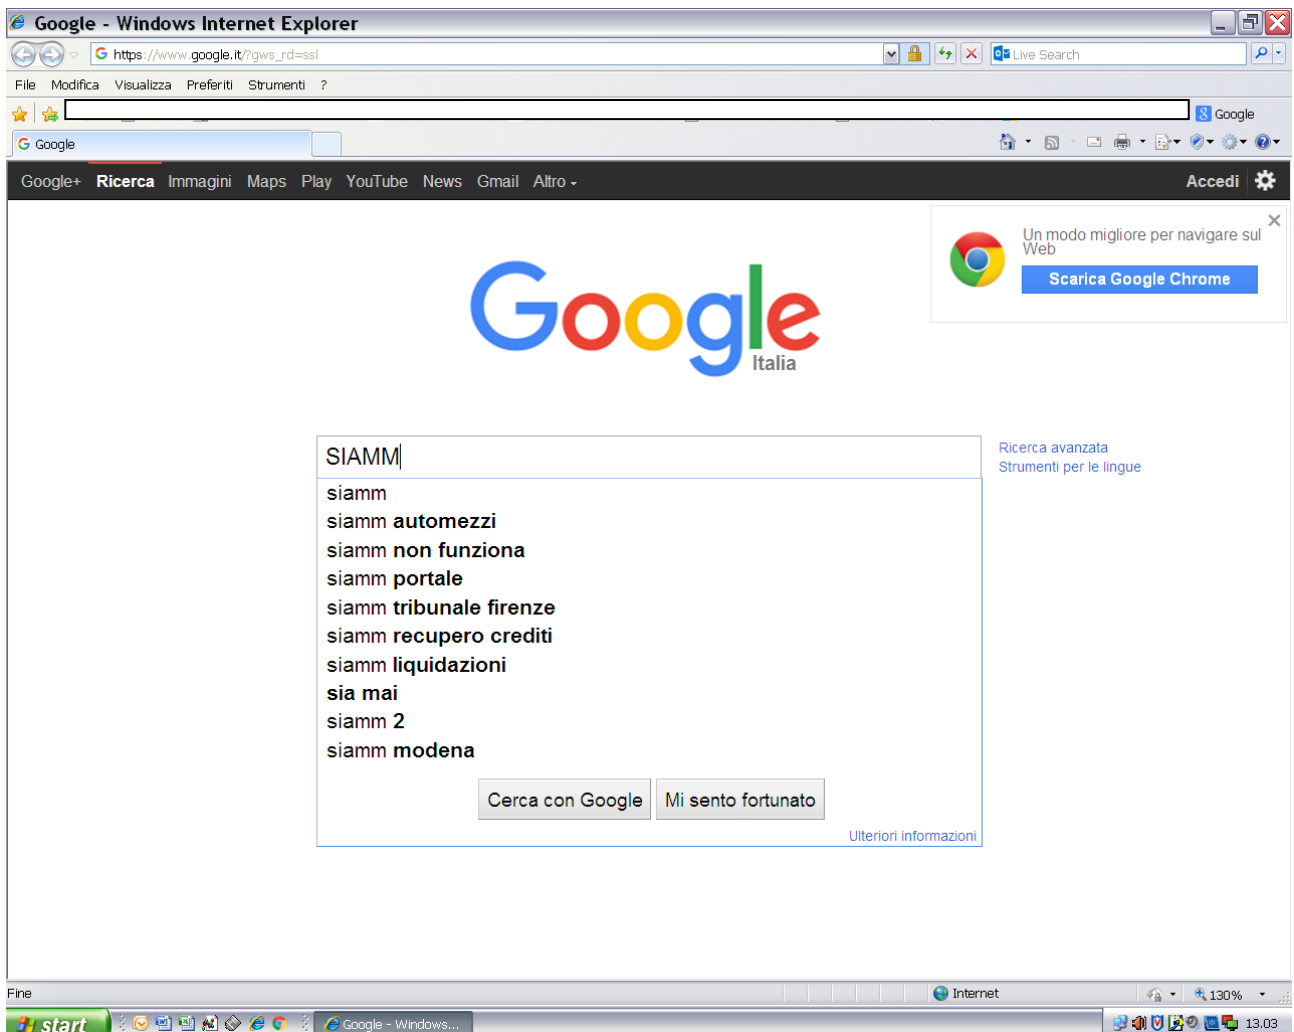 Google - Windows Internet Explorer
https://www.google.it/?gws_rd=ssl
Live Search
File Modifica Visualizza Preferiti Strumenti ?
Google
Google
Google+ Ricerca Immagini Maps Play YouTube News Gmail Altro
Accedi
Un modo migliore per navigare sul
Web
Scarica Google Chrome
Google
Italia
SIAMM
Ricerca avanzata
Strumenti per le lingue
siamm
siamm automezzi
siamm non funziona
siamm portale
siamm tribunale firenze
siamm recupero crediti
siamm liquidazioni
sia mai
siamm 2
siamm modena
Cerca con Google
Mi sento fortunato
Ulteriori informazioni
Fine
Internet
130%
start
Google - Windows...
13.03